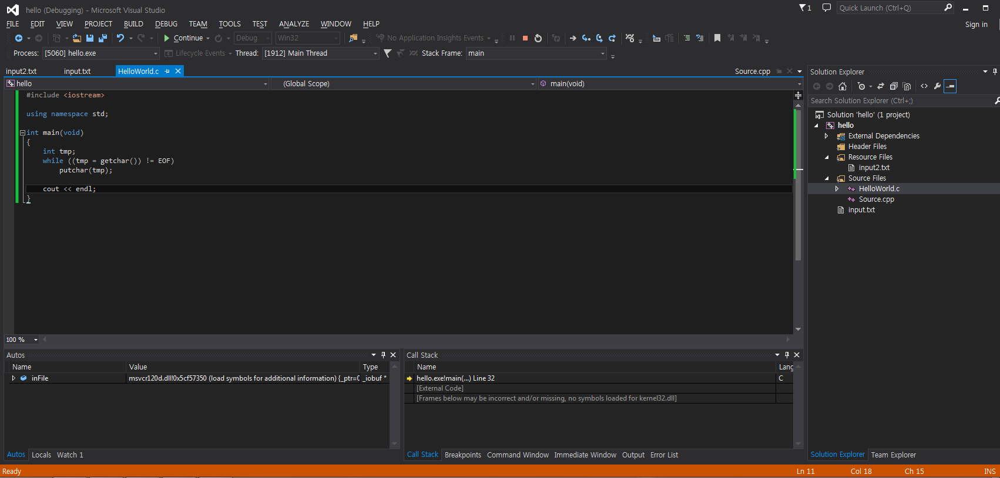 hello (Debugging) - Microsoft Visual Studio
1
Quick Launch (Ctrl+Q)
FILE EDIT VIEW PROJECT BUILD DEBUG TEAM TOOLS TEST ANALYZE WINDOW HELP
Sign in
Continue Debug Win32 No Application Insights Events
Process: [5060] hello.exe Lifecycle Events Thread: [1912] Main Thread Stack Frame: main
input2.txt input.txt HelloWorld.c Source.cpp
hello (Global Scope) main(void)
#include <iostream>
using namespace std;
int main(void)
{
int tmp;
while ((tmp = getchar()) != EOF)
putchar(tmp);
cout << endl;
}
100 %
Solution Explorer
Search Solution Explorer (Ctrl+;)
Solution 'hello' (1 project)
hello
External Dependencies
Header Files
Resource Files
input2.txt
Source Files
HelloWorld.c
Source.cpp
input.txt
Autos
Name Value Type
inFile msvcr120d.dll!0x5cf57350 (load symbols for additional information) {_ptr=0 _iobuf *
Autos Locals Watch 1
Call Stack
Name Lang
hello.exe!main(...) Line 32 C
[External Code]
[Frames below may be incorrect and/or missing, no symbols loaded for kernel32.dll]
Call Stack Breakpoints Command Window Immediate Window Output Error List
Solution Explorer Team Explorer
Ready Ln 11 Col 18 Ch 15 INS